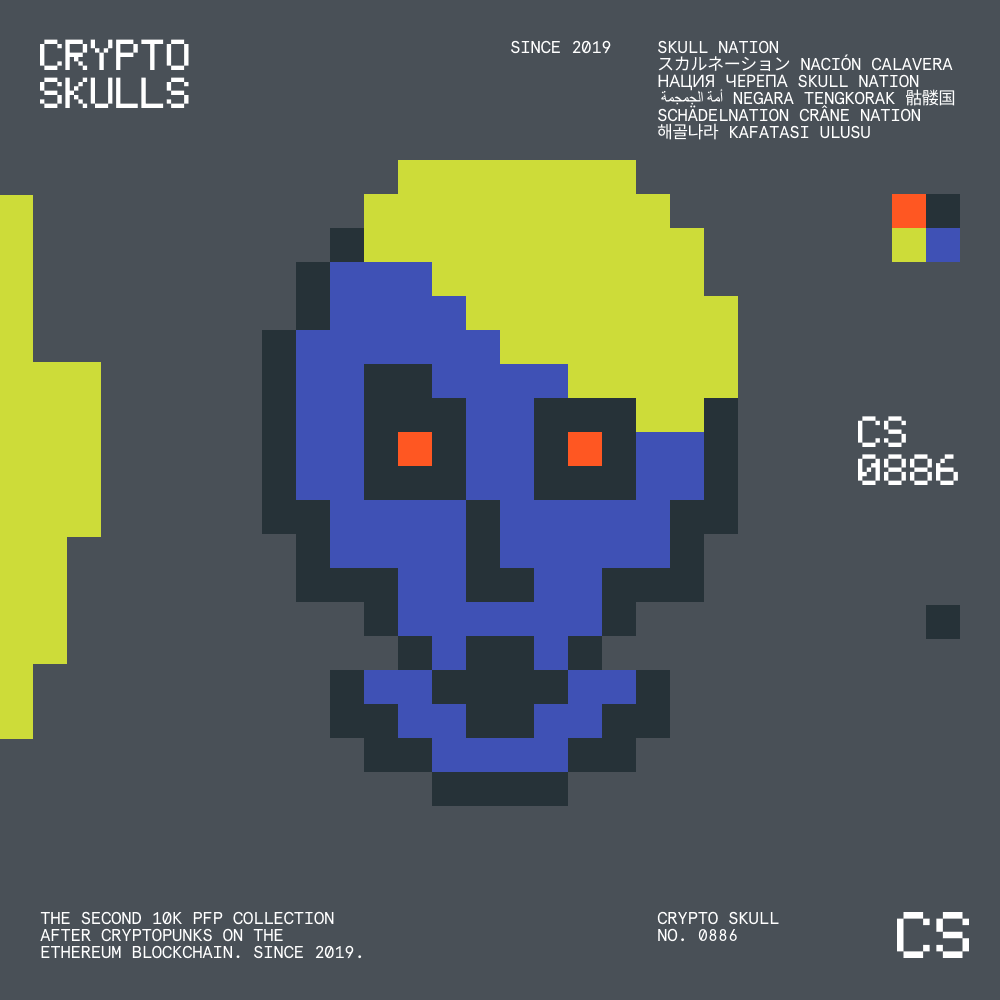 CRYPTO
SKULLS
SINCE 2019
SKULL NATION
スカルネーション NACIÓN CALAVERA
НАЦИЯ ЧЕРЕПА SKULL NATION
أمة الجمجمة NEGARA TENGKORAK 骷髅国
SCHÄDELNATION CRÂNE NATION
해골나라 KAFATASI ULUSU
CS
0886
THE SECOND 10K PFP COLLECTION
AFTER CRYPTOPUNKS ON THE
ETHEREUM BLOCKCHAIN. SINCE 2019.
CRYPTO SKULL
NO. 0886
CS